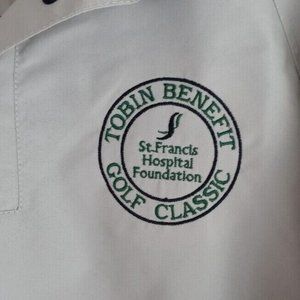 TOBIN BENEFIT
St.Francis
Hospital
Foundation
GOLF CLASSIC